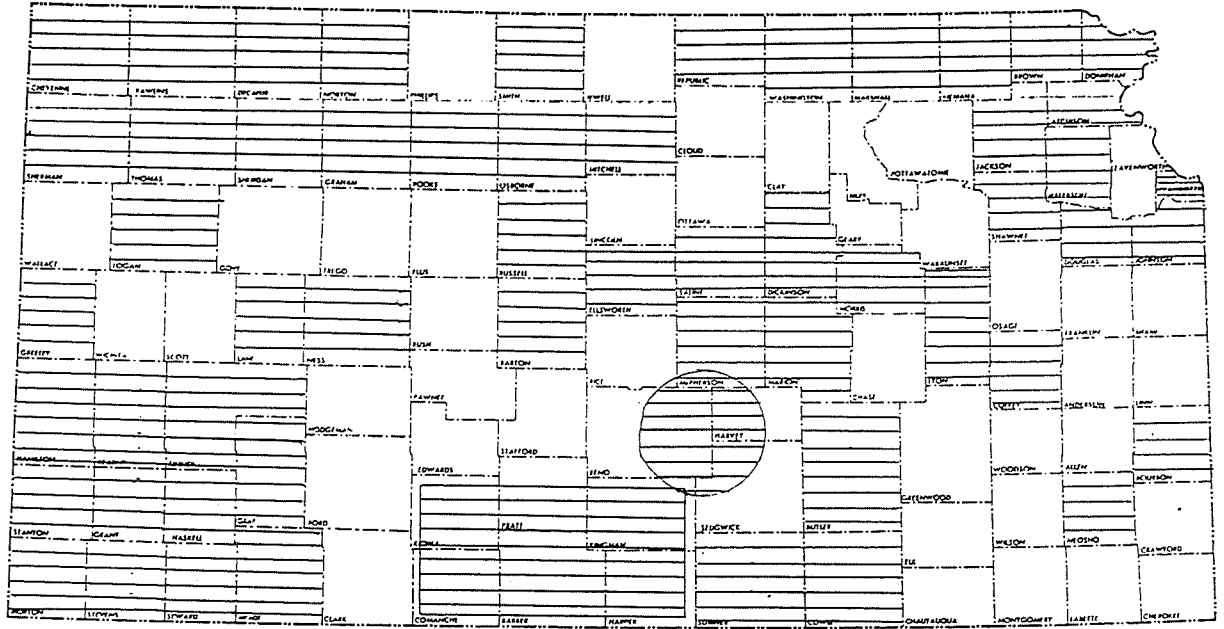 REPUBLIC
BROWN DONIPHAN
CHEYENNE RAWLINS DECATUR NORTON PHILLIPS SMITH JEWELL WASHINGTON MARSHALL NEMAHA
ATCHISON
CLOUD
MITCHELL JACKSON LEAVENWORTH
SHERMAN THOMAS SHERIDAN GRAHAM ROOKS OSBORNE CLAY POTTAWATOMIE
RILEY JEFFERSON
OTTAWA
LINCOLN GEARY SHAWNEE
WALLACE LOGAN GOVE TREGO ELLIS RUSSELL WABAUNSEE DOUGLAS JOHNSON
SALINE DICKINSON
ELLSWORTH MORRIS
OSAGE FRANKLIN MIAMI
RUSH
GREELEY WICHITA SCOTT LANE NESS BARTON
RICE McPHERSON MARION LYON
PAWNEE CHASE COFFEY ANDERSON LINN
HODGEMAN HARVEY
STAFFORD
HAMILTON
EDWARDS RENO WOODSON ALLEN
GREENWOOD
GRAY FORD PRATT SEDGWICK BUTLER
STANTON GRANT HASKELL
KIOWA KINGMAN WILSON NEOSHO CRAWFORD
ELK
MORTON STEVENS SEWARD CLARK COMANCHE BARBER HARPER SUMNER COWLEY CHAUTAUQUA MONTGOMERY LABETTE CHEROKEE